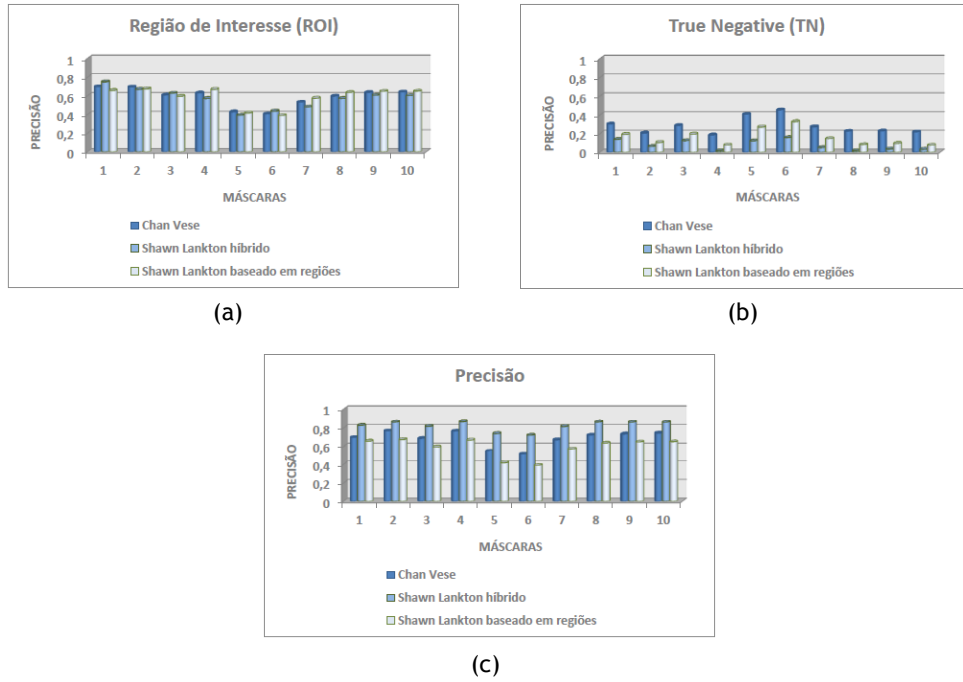 Região de Interesse (ROI)
PRECISÃO
1
0,8
0,6
0,4
0,2
0
1 2 3 4 5 6 7 8 9 10
MÁSCARAS
Chan Vese
Shawn Lankton híbrido
Shawn Lankton baseado em regiões
(a)
True Negative (TN)
PRECISÃO
1
0,8
0,6
0,4
0,2
0
1 2 3 4 5 6 7 8 9 10
MÁSCARAS
Chan Vese
Shawn Lankton híbrido
Shawn Lankton baseado em regiões
(b)
Precisão
PRECISÃO
1
0,8
0,6
0,4
0,2
0
1 2 3 4 5 6 7 8 9 10
MÁSCARAS
Chan Vese
Shawn Lankton híbrido
Shawn Lankton baseado em regiões
(c)